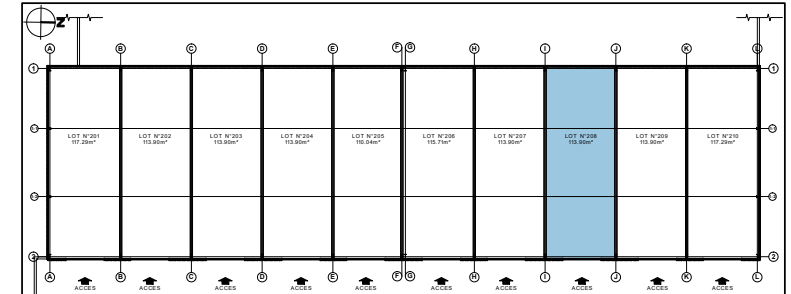 Z
A B C D E F G H I J K L
1 1
LOT N°201 LOT N°202 LOT N°203 LOT N°204 LOT N°205 LOT N°206 LOT N°207 LOT N°208 LOT N°209 LOT N°210
117.29m² 113.90m² 113.90m² 113.90m² 110.04m² 115.71m² 113.90m² 113.90m² 113.90m² 117.29m²
2 2
A B C D E F G H I J K L
ACCES ACCES ACCES ACCES ACCES ACCES ACCES ACCES ACCES ACCES